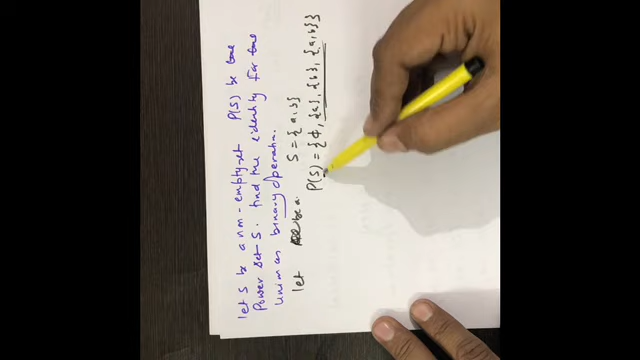 let S be a non-empty set P(S) be the
Power set S. find the identity for the
Union as binary operation.
let be a S = {a, b}
P(S) = {ϕ, {a}, {b}, {a, b}}